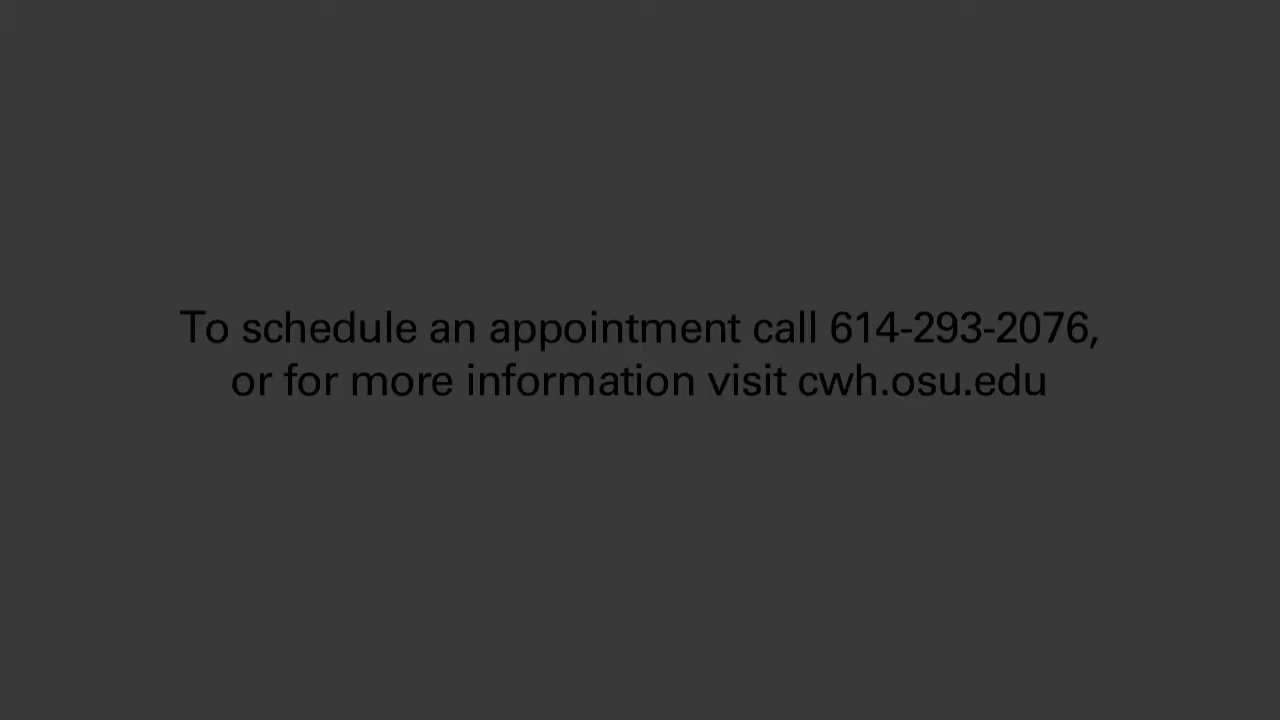 To schedule an appointment call 614-293-2076,
or for more information visit cwh.osu.edu